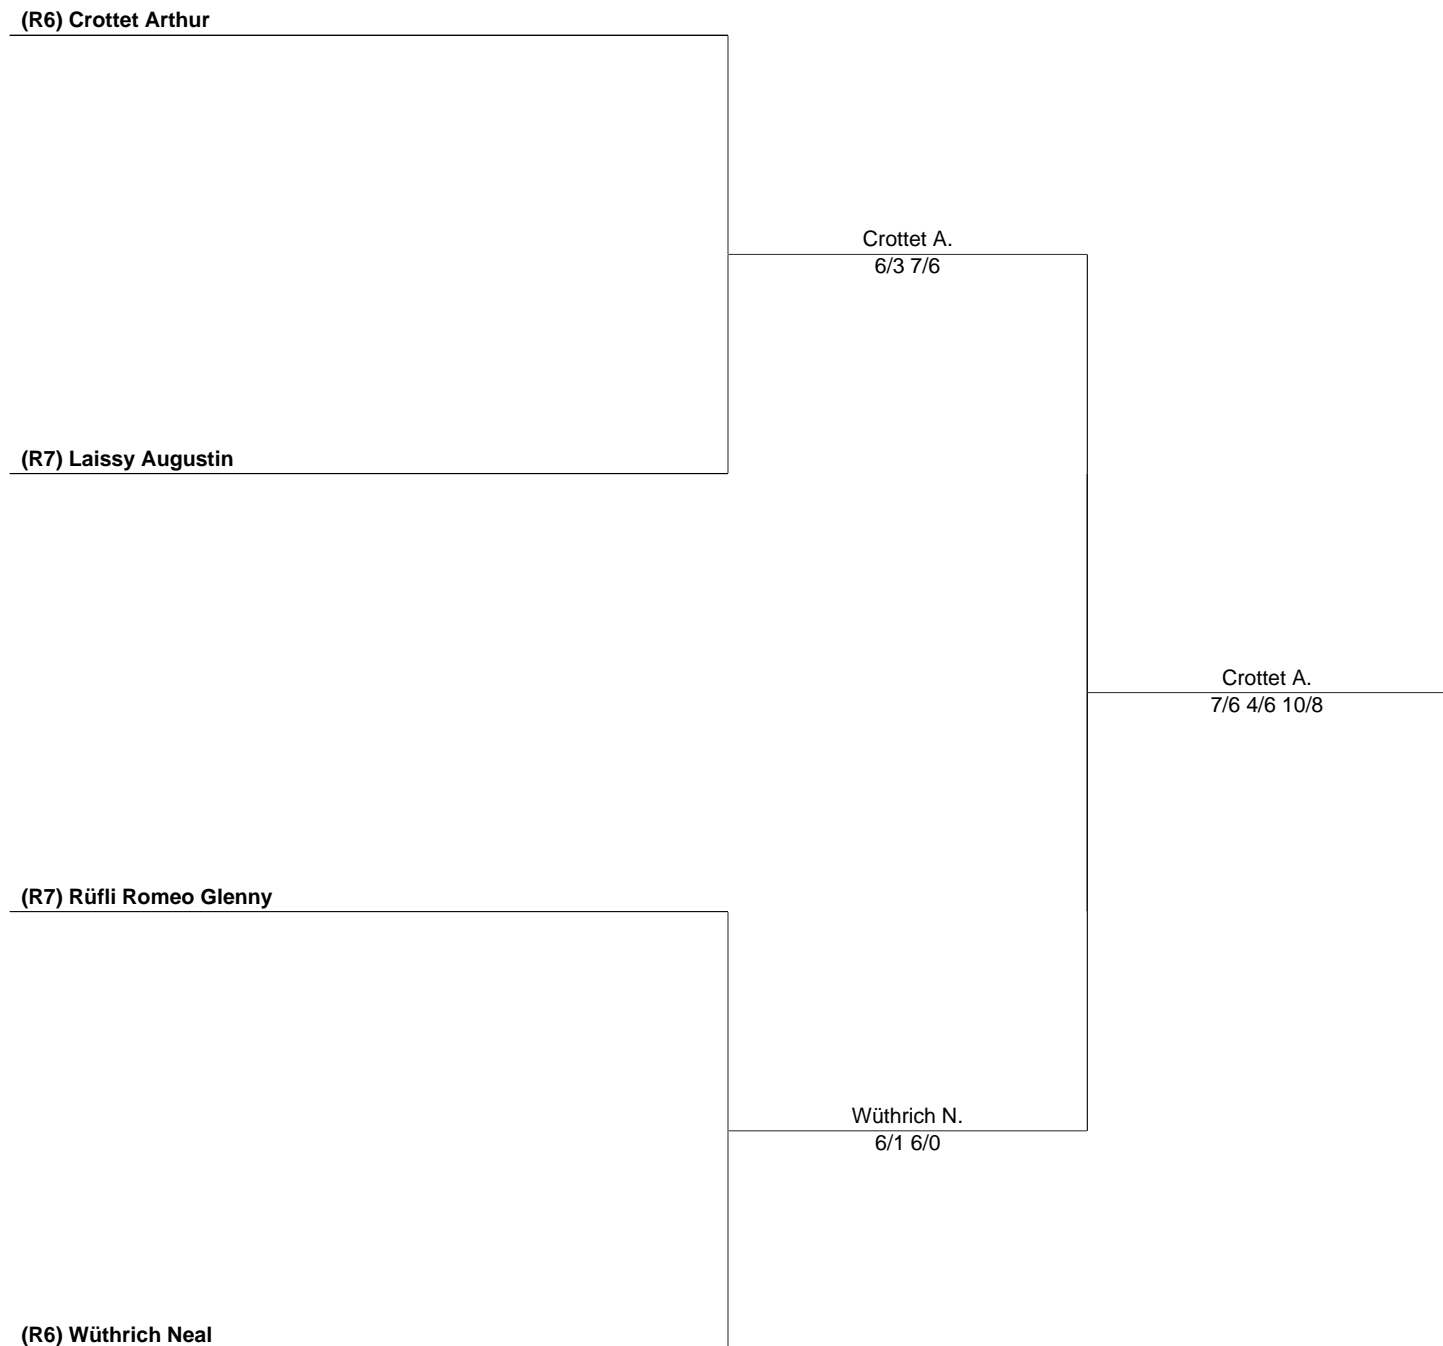 (R6) Crottet Arthur
Crottet A.
6/3 7/6
(R7) Laissy Augustin
Crottet A.
7/6 4/6 10/8
(R7) Rüfli Romeo Glenny
Wüthrich N.
6/1 6/0
(R6) Wüthrich Neal